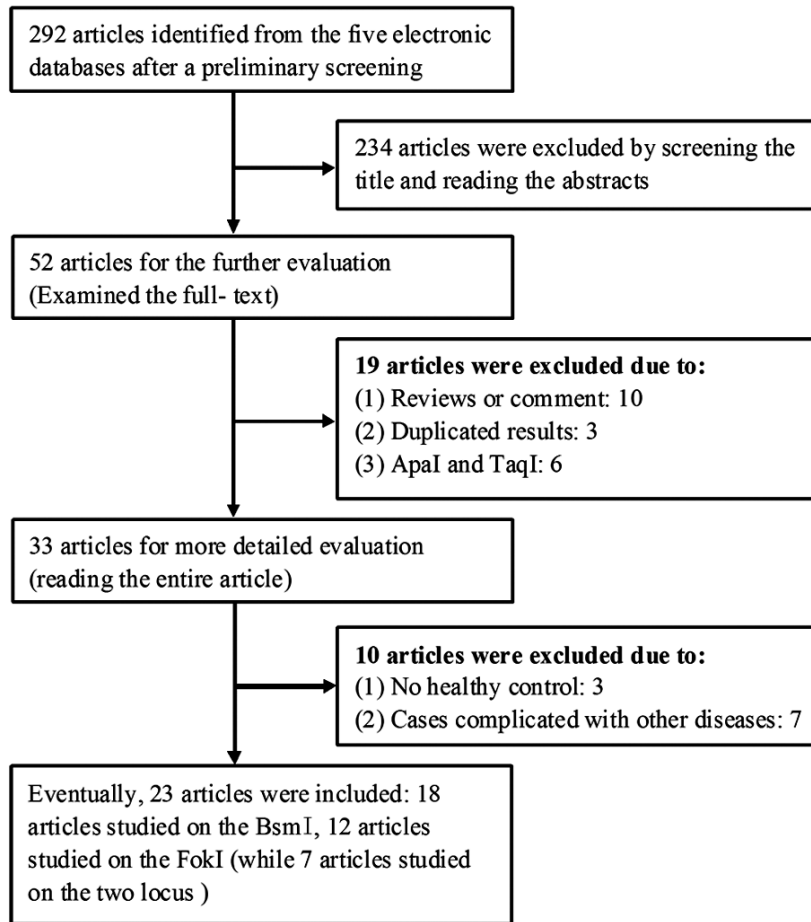 292 articles identified from the five electronic
databases after a preliminary screening
234 articles were excluded by screening the
title and reading the abstracts
52 articles for the further evaluation
(Examined the full- text)
19 articles were excluded due to:
(1) Reviews or comment: 10
(2) Duplicated results: 3
(3) ApaI and TaqI: 6
33 articles for more detailed evaluation
(reading the entire article)
10 articles were excluded due to:
(1) No healthy control: 3
(2) Cases complicated with other diseases: 7
Eventually, 23 articles were included: 18
articles studied on the BsmI, 12 articles
studied on the FokI (while 7 articles studied
on the two locus )